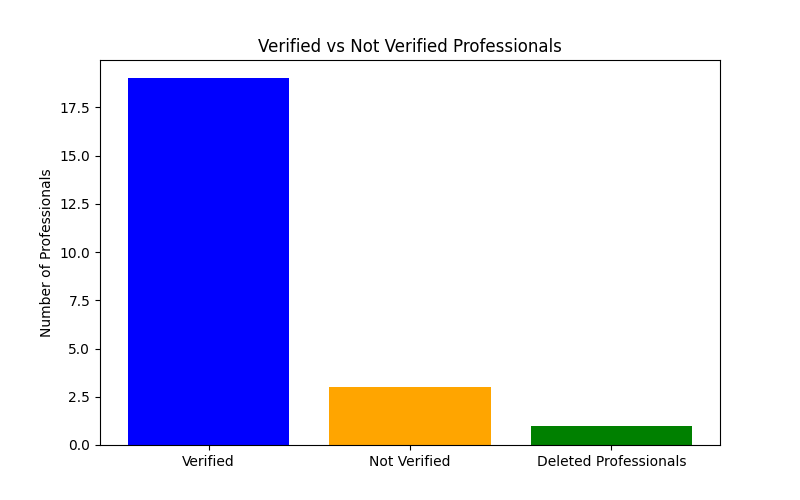 Verified vs Not Verified Professionals
Number of Professionals
17.5
15.0
12.5
10.0
7.5
5.0
2.5
0.0
Verified
Not Verified
Deleted Professionals